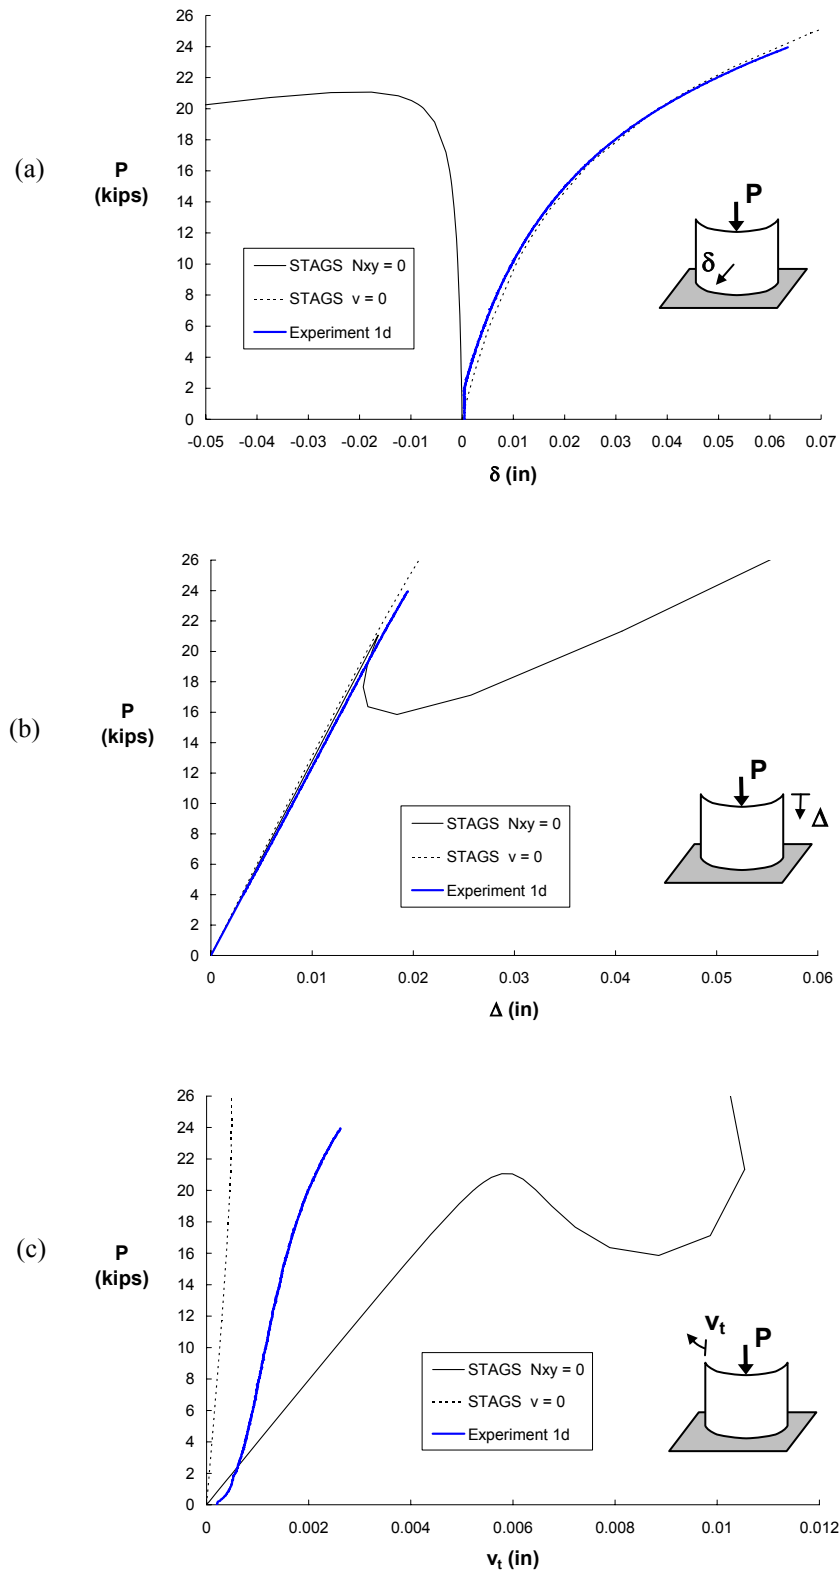 (a)
P
(kips)
26
24
22
20
18
16
14
12
10
8
6
4
2
0
-0.05 -0.04 -0.03 -0.02 -0.01 0 0.01 0.02 0.03 0.04 0.05 0.06 0.07
δ (in)
STAGS Nxy = 0
STAGS v = 0
Experiment 1d
P
δ
(b)
P
(kips)
26
24
22
20
18
16
14
12
10
8
6
4
2
0
0 0.01 0.02 0.03 0.04 0.05 0.06
Δ (in)
STAGS Nxy = 0
STAGS v = 0
Experiment 1d
P
Δ
(c)
P
(kips)
26
24
22
20
18
16
14
12
10
8
6
4
2
0
0 0.002 0.004 0.006 0.008 0.01 0.012
vt (in)
STAGS Nxy = 0
STAGS v = 0
Experiment 1d
vt
P